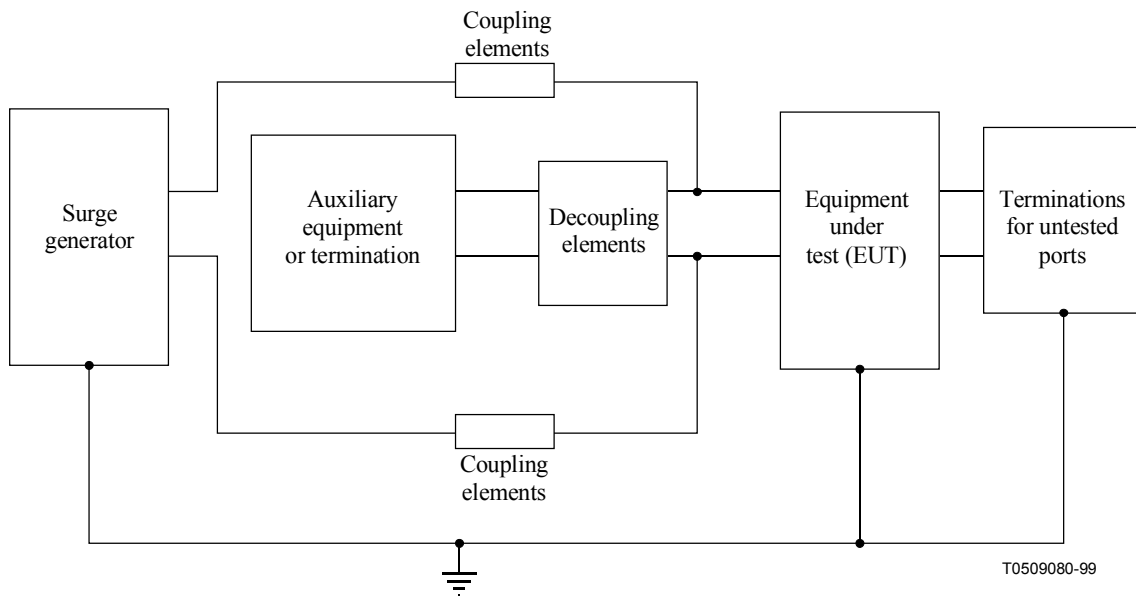 Coupling
elements
Surge
generator
Auxiliary
equipment
or termination
Decoupling
elements
Equipment
under
test (EUT)
Terminations
for untested
ports
Coupling
elements
T0509080-99